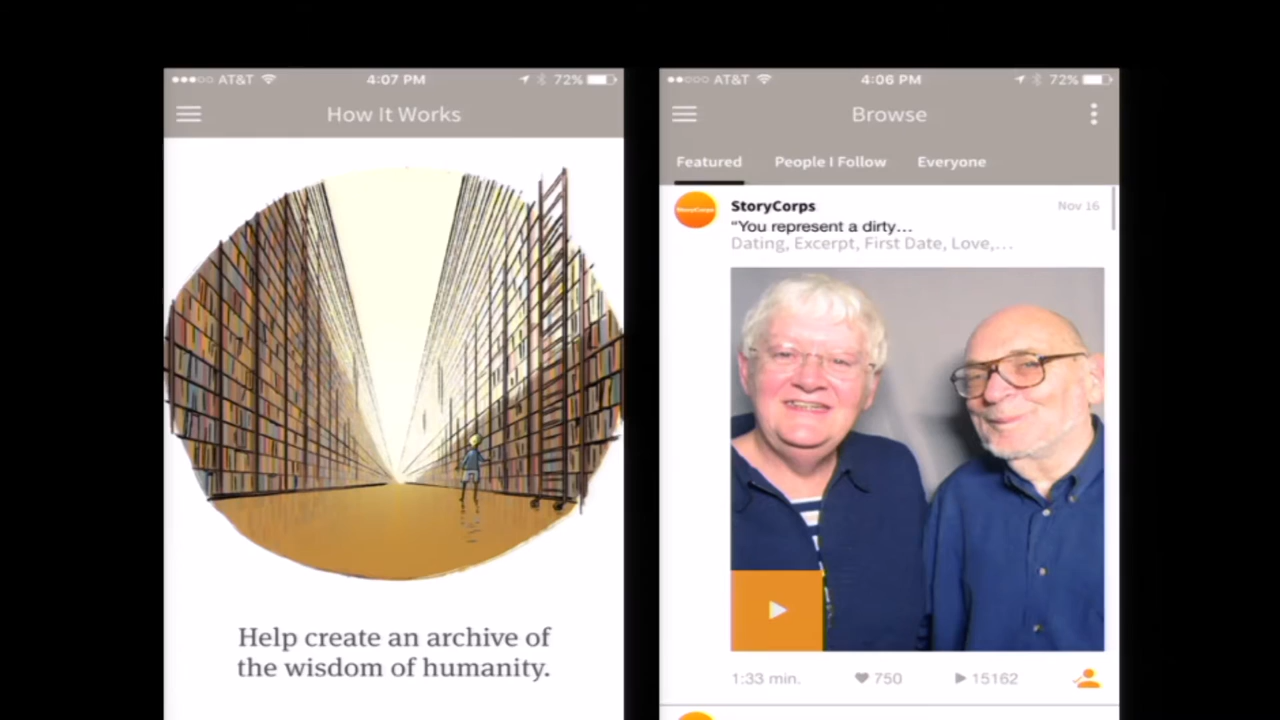 AT&T 4:07 PM 72%
How It Works
Help create an archive of
the wisdom of humanity.
AT&T 4:06 PM 72%
Browse
Featured People I Follow Everyone
StoryCorps
StoryCorps Nov 16
“You represent a dirty…
Dating, Excerpt, First Date, Love,…
1:33 min. 750 15162